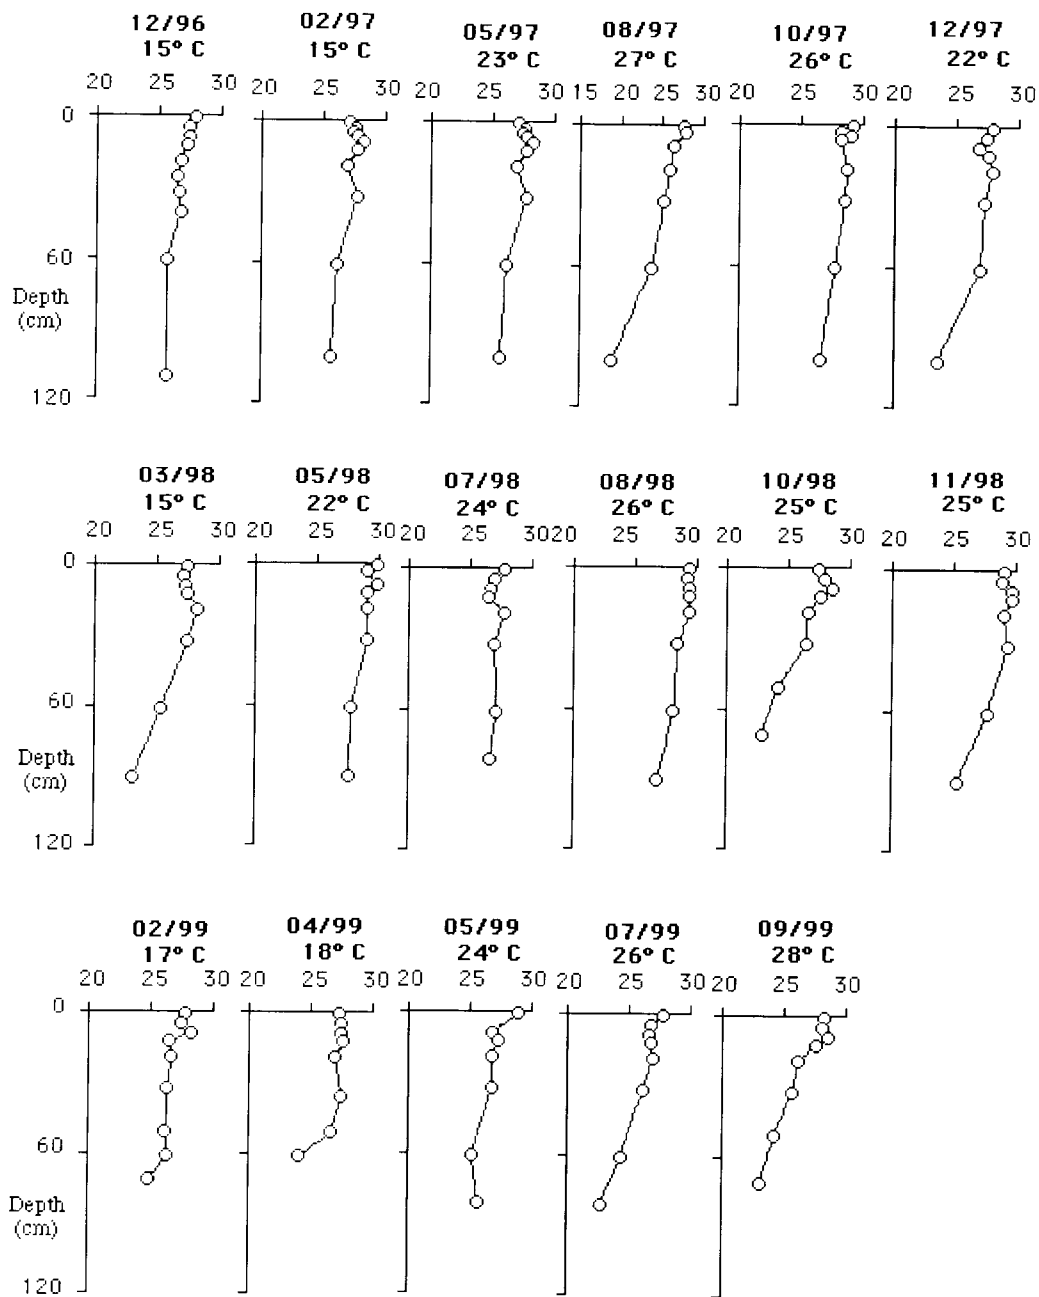 12/96
15° C
20 25 30
02/97
15° C
20 25 30
05/97
23° C
20 25 30
08/97
27° C
15 20 25 30
10/97
26° C
20 25 30
12/97
22° C
20 25 30
0
60
Depth
(cm)
120
03/98
15° C
20 25 30
05/98
22° C
20 25 30
07/98
24° C
20 25 30
08/98
26° C
20 25 30
10/98
25° C
20 25 30
11/98
25° C
20 25 30
0
60
Depth
(cm)
120
02/99
17° C
20 25 30
04/99
18° C
20 25 30
05/99
24° C
20 25 30
07/99
26° C
20 25 30
09/99
28° C
20 25 30
0
60
Depth
(cm)
120